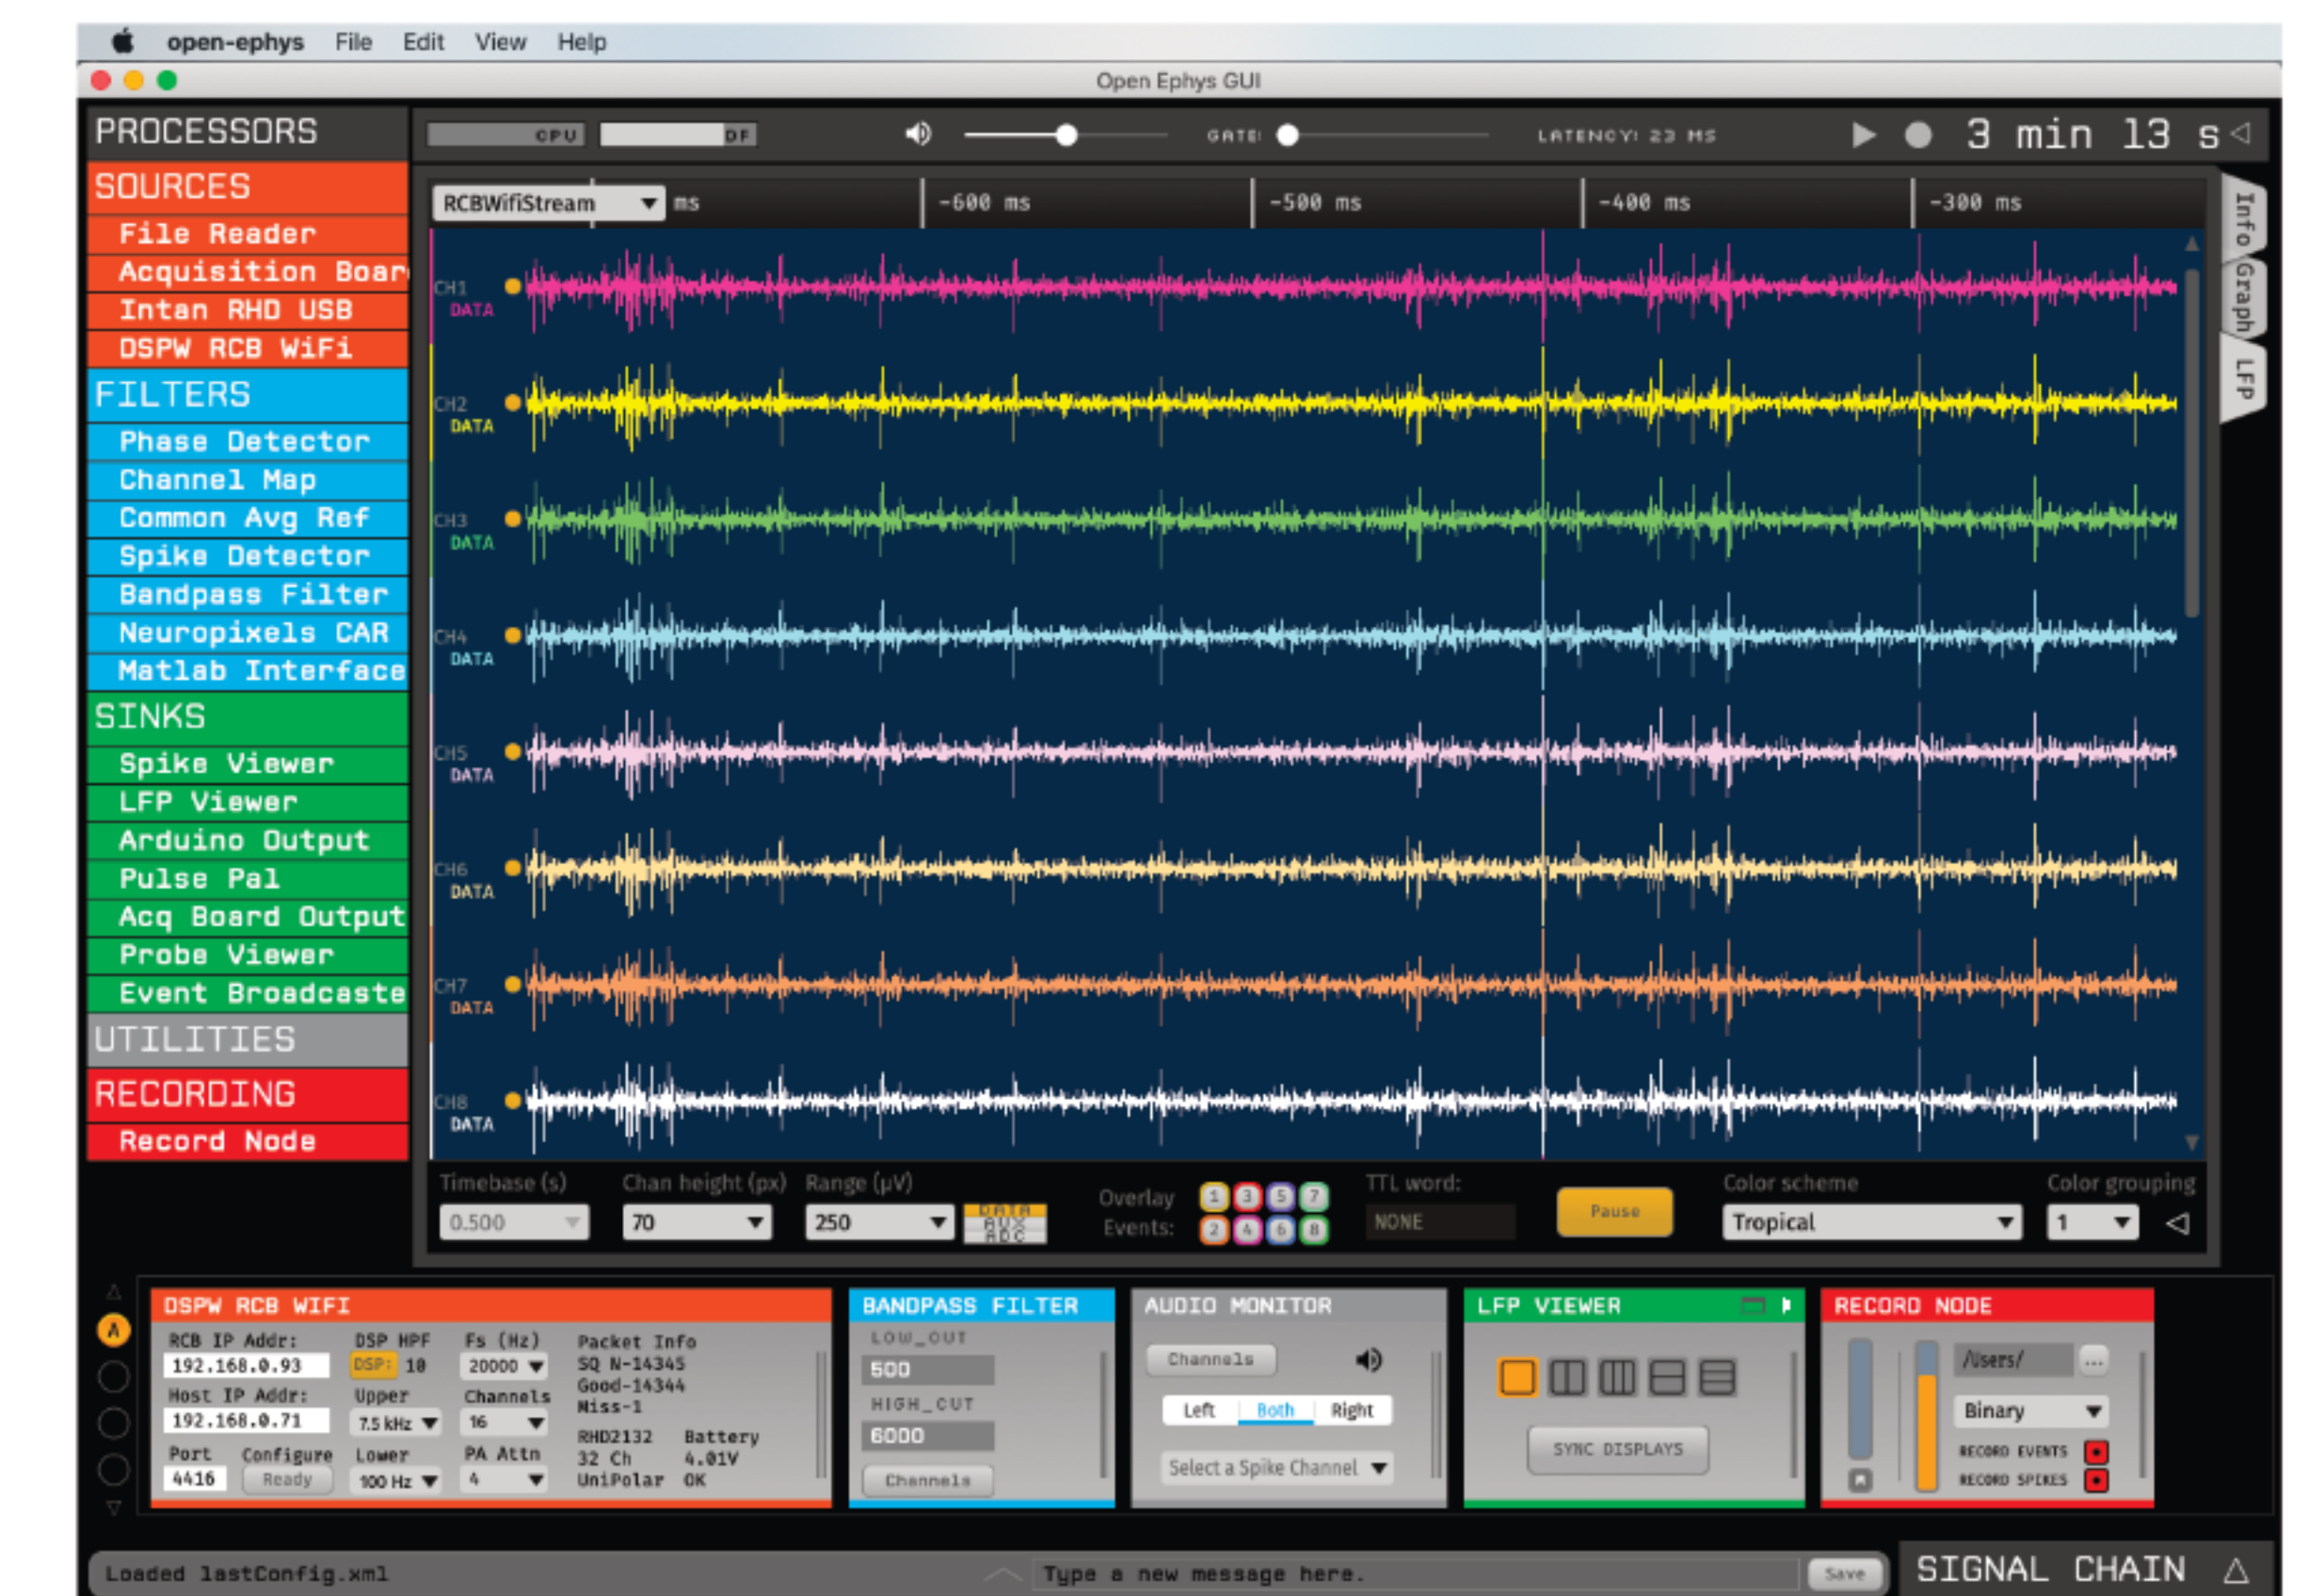 open-ephys File Edit View Help
Open Ephys GUI
PROCESSORS
SOURCES
File Reader
Acquisition Boar
Intan RHD USB
DSPW RCB WiFi
FILTERS
Phase Detector
Channel Map
Common Avg Ref
Spike Detector
Bandpass Filter
Neuropixels CAR
Matlab Interface
SINKS
Spike Viewer
LFP Viewer
Arduino Output
Pulse Pal
Acq Board Output
Probe Viewer
Event Broadcaste
UTILITIES
RECORDING
Record Node
CPU DF GATE: LATENCY: 23 MS 3 min 13 s
RCBWifiStream ms -600 ms -500 ms -400 ms -300 ms
Info
Graph
LFP
CH1
DATA
CH2
DATA
CH3
DATA
CH4
DATA
CH5
DATA
CH6
DATA
CH7
DATA
CH8
DATA
Timebase (s) Chan height (px) Range (µV) TTL word: Color scheme Color grouping
0.500 70 250 DATA AUX ADC
Overlay Events: 1 3 5 7
2 4 6 8
NONE Pause Tropical 1
A
DSPW RCB WIFI
RCB IP Addr: DSP HPF Fs (Hz) Packet Info
192.168.0.93 DSP: 10 20000 SQ N-14345
Good-14344
Host IP Addr: Upper Channels Miss-1
192.168.0.71 7.5 kHz 16
RHD2132 Battery
Port Configure Lower PA Attn 32 Ch 4.01V
4416 Ready 100 Hz 4 UniPolar OK
BANDPASS FILTER
LOW_CUT
500
HIGH_CUT
6000
Channels
AUDIO MONITOR
Channels
Left Both Right
Select a Spike Channel
LFP VIEWER
SYNC DISPLAYS
RECORD NODE
/Users/ ...
Binary
RECORD EVENTS
RECORD SPIKES
Loaded lastConfig.xml Type a new message here. Save SIGNAL CHAIN